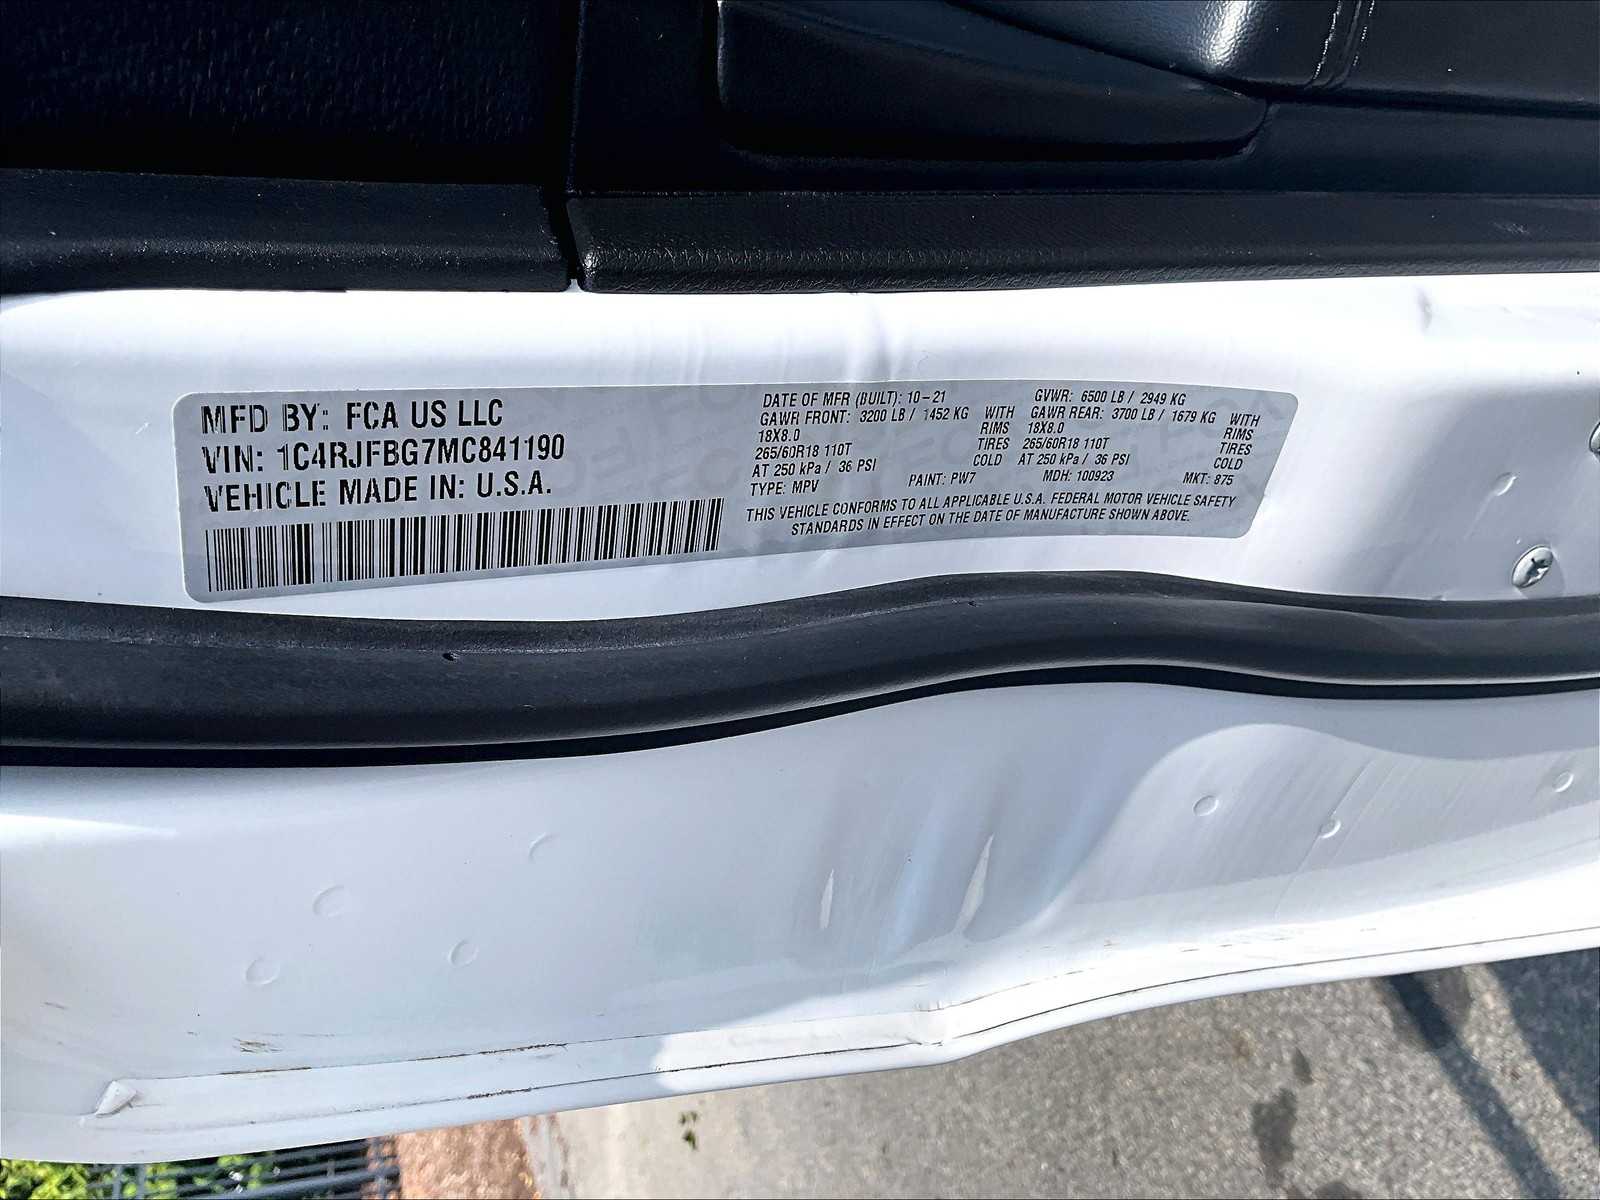 MFD BY: FCA US LLC
VIN: 1C4RJFBG7MC841190
VEHICLE MADE IN: U.S.A.
DATE OF MFR (BUILT): 10-21 GVWR: 6500 LB / 2949 KG
GAWR FRONT: 3200 LB / 1452 KG WITH GAWR REAR: 3700 LB / 1679 KG WITH
18X8.0 RIMS 18X8.0 RIMS
265/60R18 110T TIRES 265/60R18 110T TIRES
AT 250 kPa / 36 PSI COLD AT 250 kPa / 36 PSI COLD
TYPE: MPV PAINT: PW7 MDH: 100923 MKT: 875
THIS VEHICLE CONFORMS TO ALL APPLICABLE U.S.A. FEDERAL MOTOR VEHICLE SAFETY
STANDARDS IN EFFECT ON THE DATE OF MANUFACTURE SHOWN ABOVE.